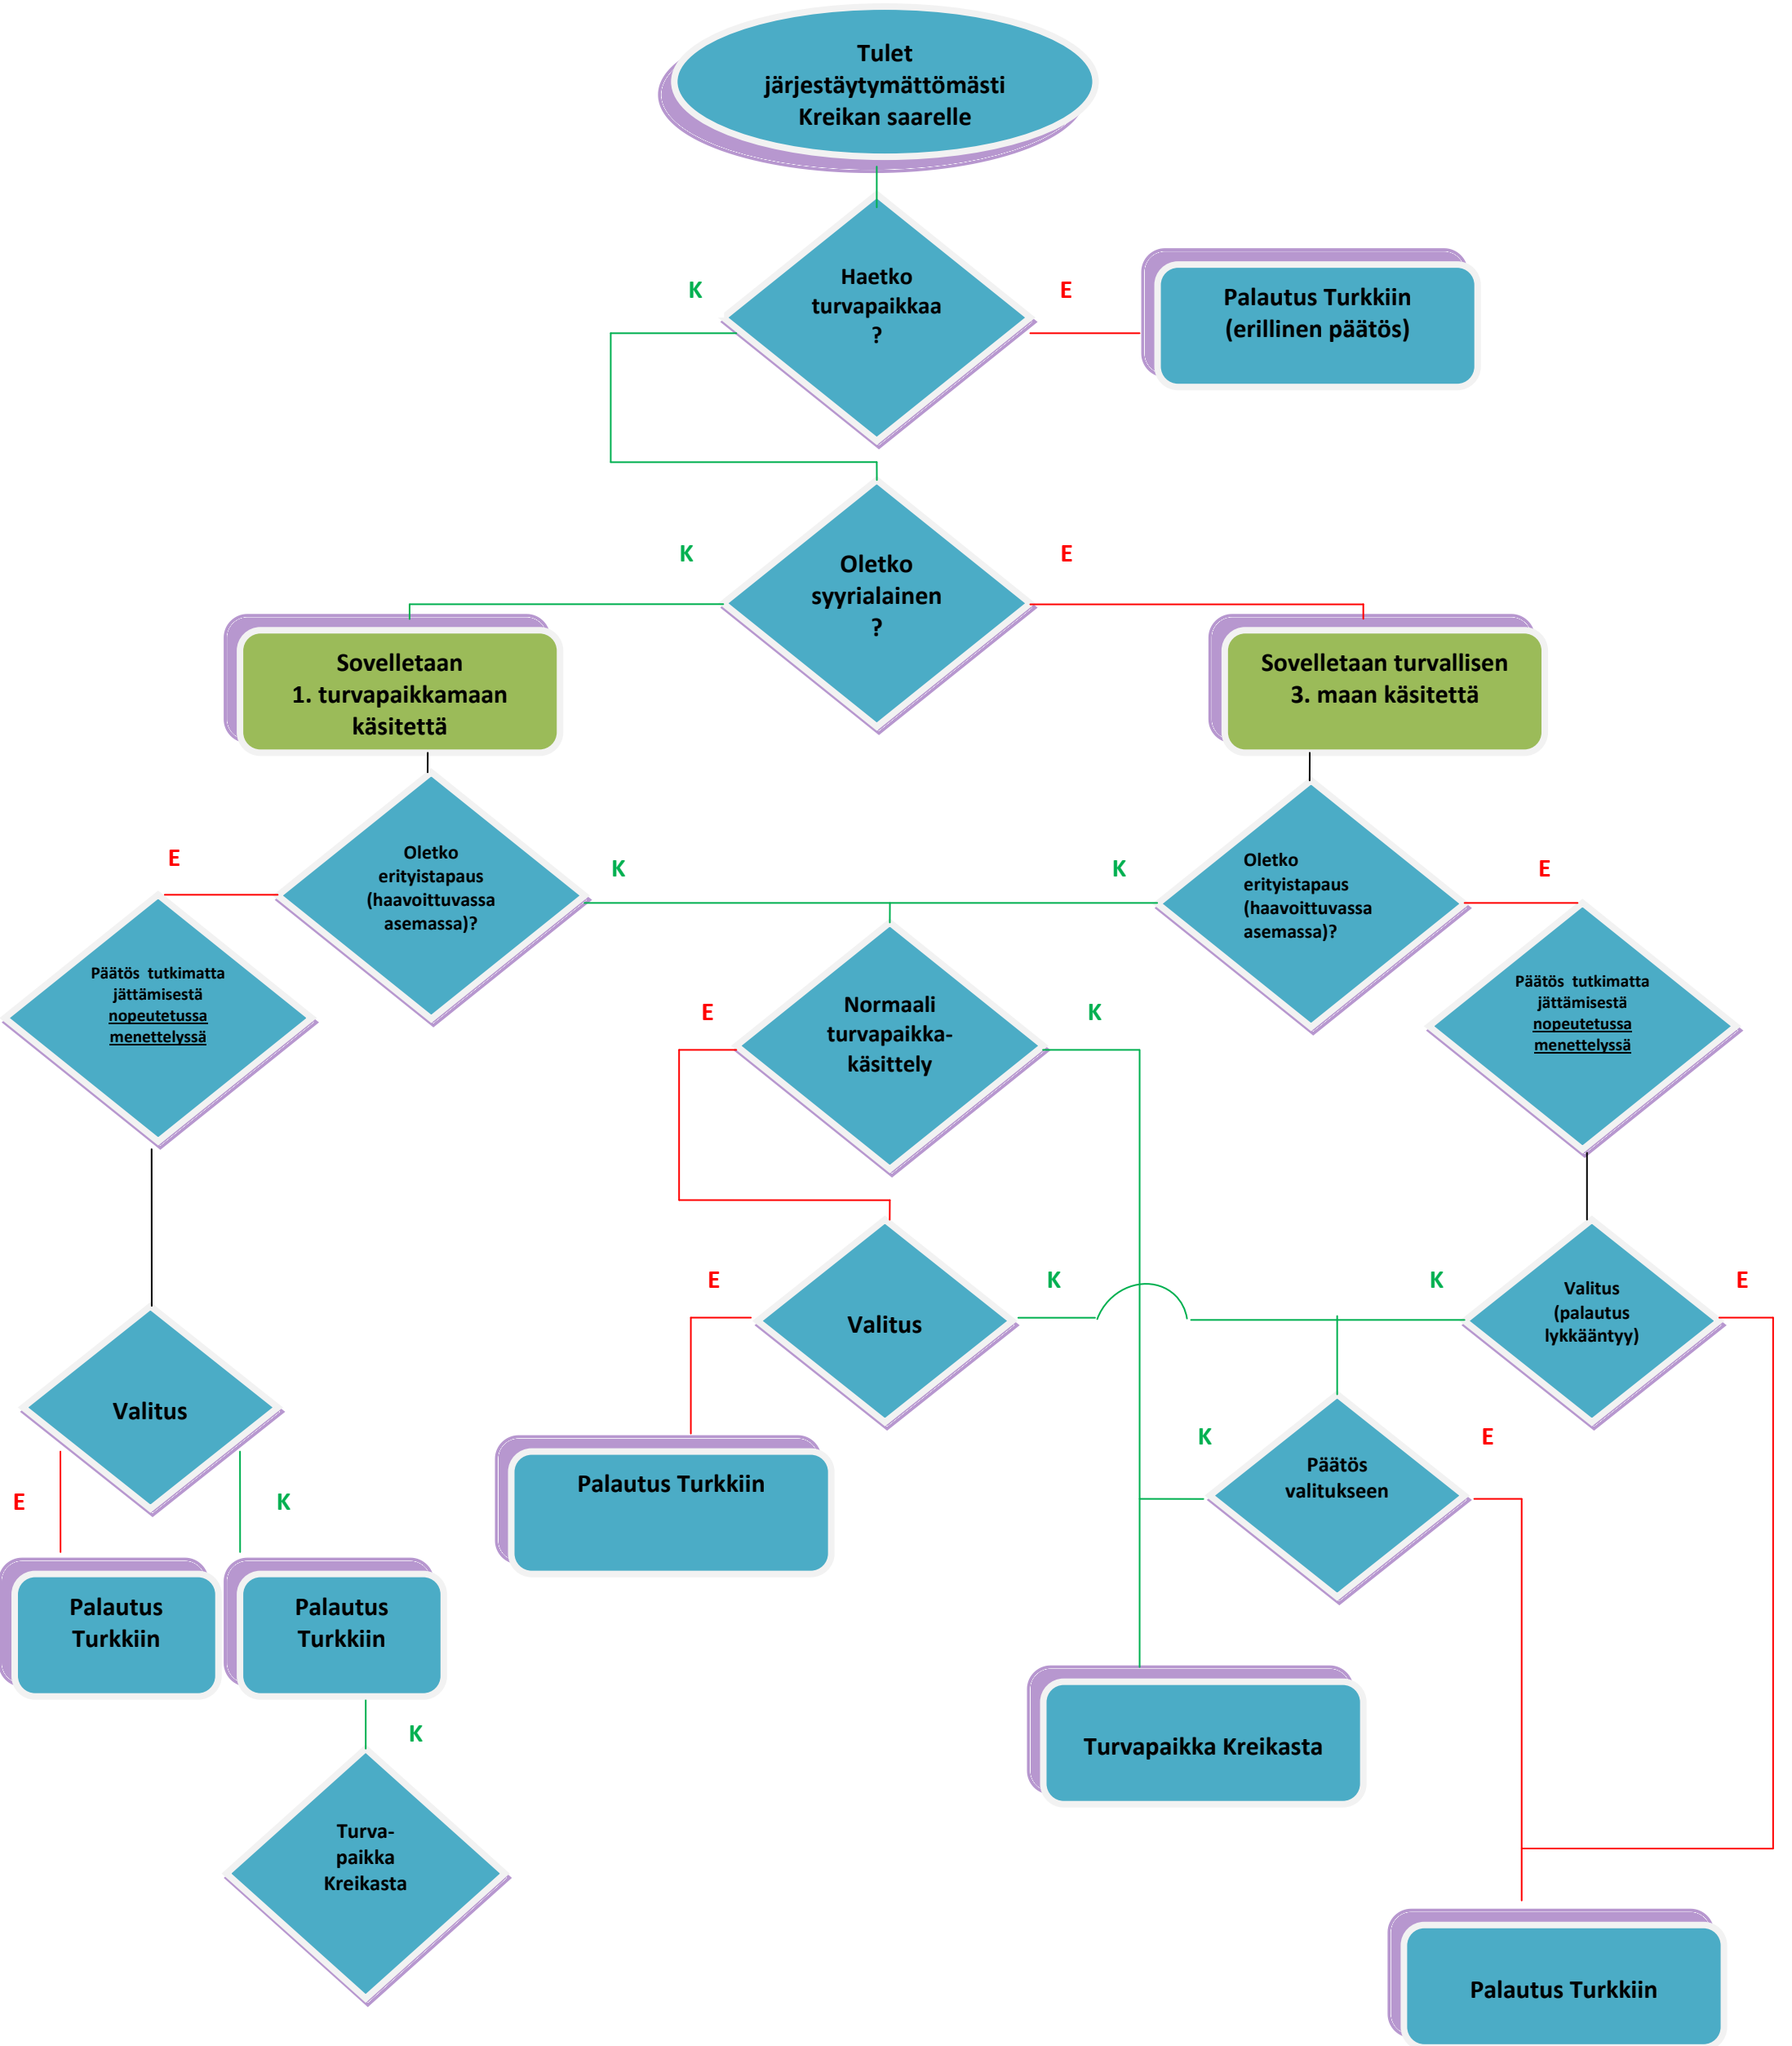 Tulet
järjestäytymättömästi
Kreikan saarelle
Haetko
turvapaikkaa
?
K
E
Palautus Turkkiin
(erillinen päätös)
Oletko
syyrialainen
?
K
E
Sovelletaan
1. turvapaikkamaan
käsitettä
Sovelletaan turvallisen
3. maan käsitettä
E
Oletko
erityistapaus
(haavoittuvassa
asemassa)?
K
K
Oletko
erityistapaus
(haavoittuvassa
asemassa)?
E
Päätös tutkimatta
jättämisestä
nopeutetussa
menettelyssä
E
Normaali
turvapaikka-
käsittely
K
Päätös tutkimatta
jättämisestä
nopeutetussa
menettelyssä
E
Valitus
K
K
Valitus
(palautus
lykkääntyy)
E
Valitus
E
K
Palautus Turkkiin
K
Päätös
valitukseen
E
Palautus
Turkkiin
Palautus
Turkkiin
K
Turvapaikka Kreikasta
Turva-
paikka
Kreikasta
Palautus Turkkiin